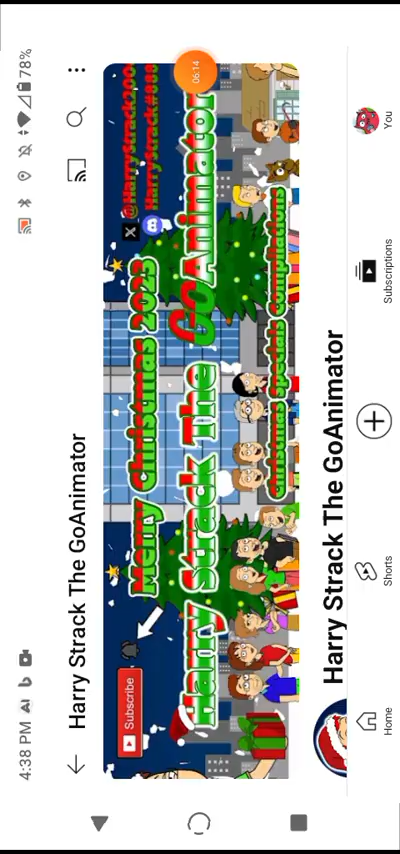 4:38 PM
78%
Harry Strack The GoAnimator
06:14
Subscribe
Merry Christmas 2023
X
Harry Strack The GoAnimator
christmas specials compilations
Harry Strack The GoAnimator
Home
Shorts
Subscriptions
You